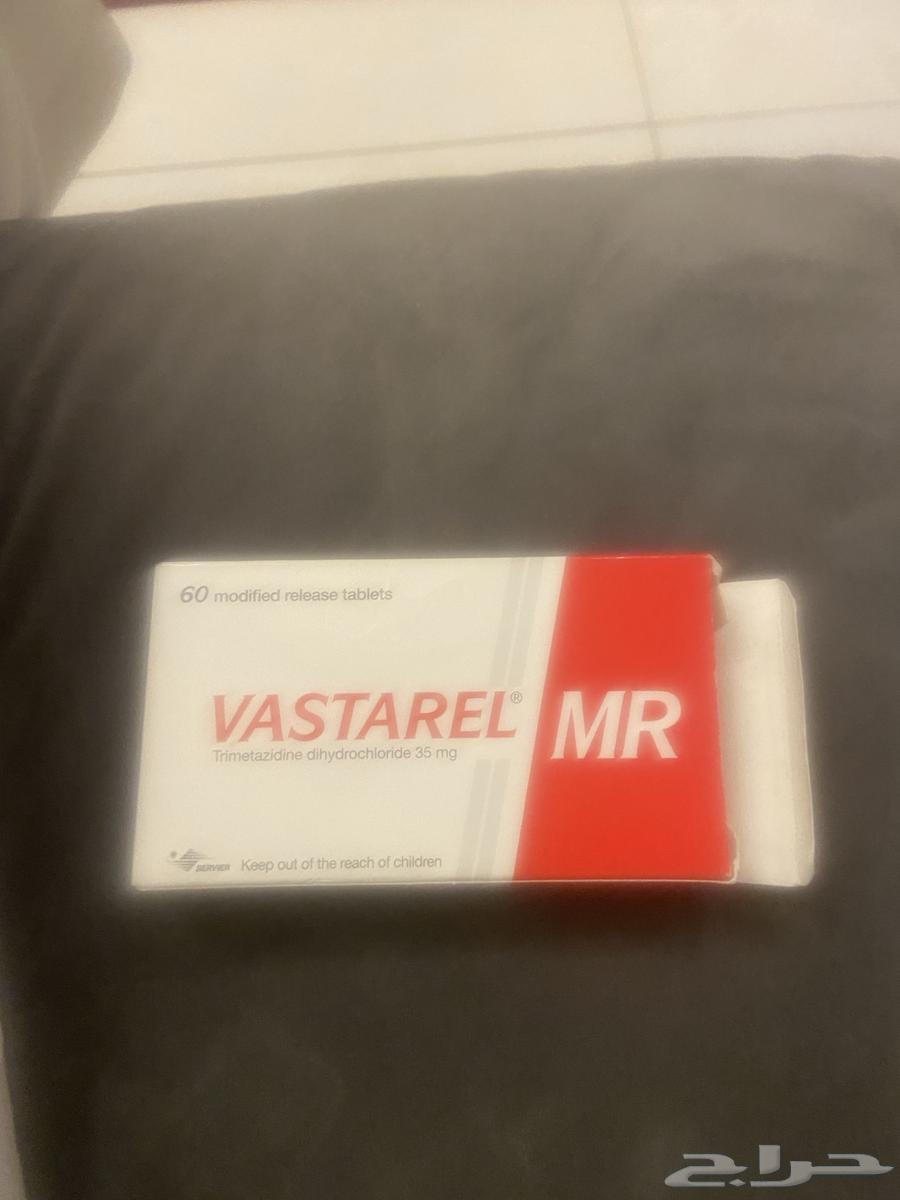 60 modified release tablets
VASTAREL® MR
Trimetazidine dihydrochloride 35 mg
SERVIER Keep out of the reach of children
حراج